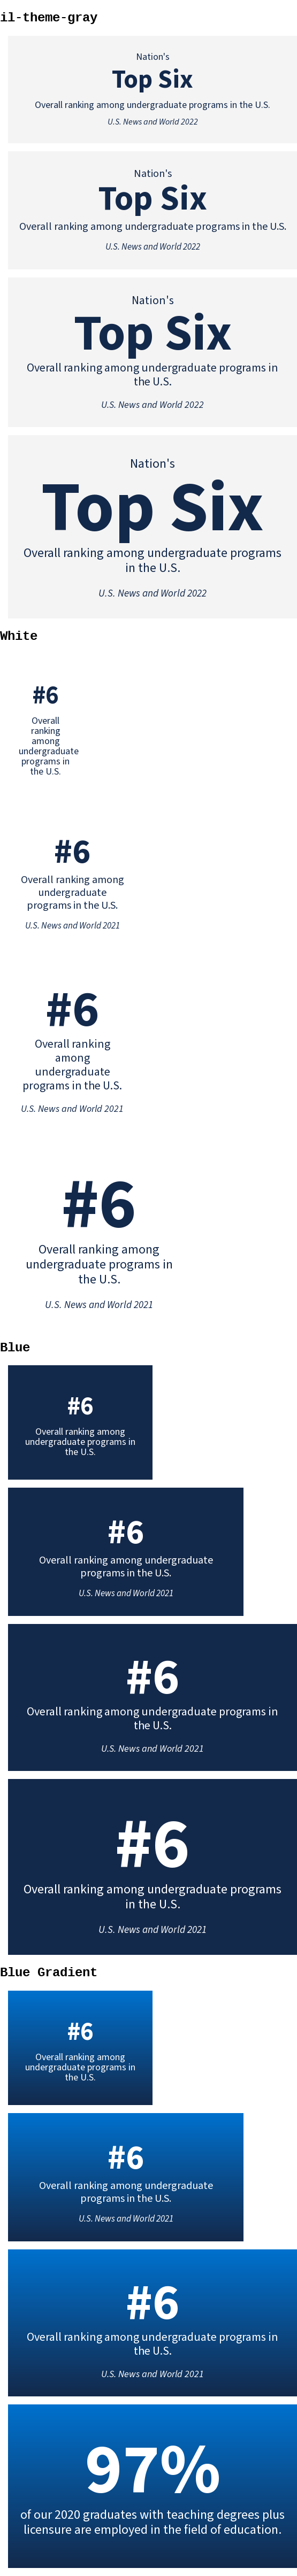 il-theme-gray
Nation's
Top Six
Overall ranking among undergraduate programs in the U.S.
U.S. News and World 2022
Nation's
Top Six
Overall ranking among undergraduate programs in the U.S.
U.S. News and World 2022
Nation's
Top Six
Overall ranking among undergraduate programs in
the U.S.
U.S. News and World 2022
Nation's
Top Six
Overall ranking among undergraduate programs
in the U.S.
U.S. News and World 2022
White
#6
Overall
ranking
among
undergraduate
programs in
the U.S.
#6
Overall ranking among
undergraduate
programs in the U.S.
U.S. News and World 2021
#6
Overall ranking
among
undergraduate
programs in the U.S.
U.S. News and World 2021
#6
Overall ranking among
undergraduate programs in
the U.S.
U.S. News and World 2021
Blue
#6
Overall ranking among
undergraduate programs in
the U.S.
#6
Overall ranking among undergraduate
programs in the U.S.
U.S. News and World 2021
#6
Overall ranking among undergraduate programs in
the U.S.
U.S. News and World 2021
#6
Overall ranking among undergraduate programs
in the U.S.
U.S. News and World 2021
Blue Gradient
#6
Overall ranking among
undergraduate programs in
the U.S.
#6
Overall ranking among undergraduate
programs in the U.S.
U.S. News and World 2021
#6
Overall ranking among undergraduate programs in
the U.S.
U.S. News and World 2021
97%
of our 2020 graduates with teaching degrees plus
licensure are employed in the field of education.